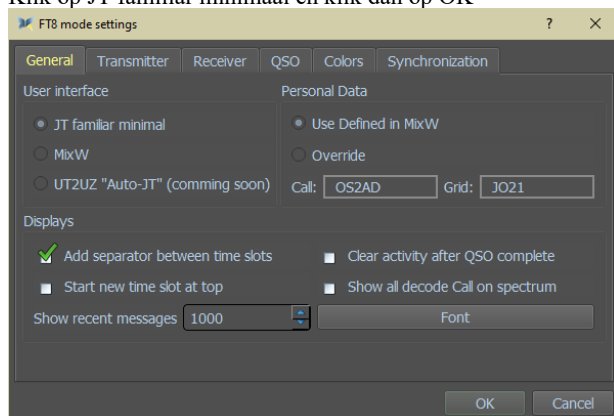 Klik op JT familiar minimaal en klik dan op OK
FT8 mode settings ? ×
General Transmitter Receiver QSO Colors Synchronization
User interface Personal Data
JT familiar minimal Use Defined in MixW
MixW Override
UT2UZ "Auto-JT" (comming soon) Call: OS2AD Grid: JO21
Displays
Add separator between time slots Clear activity after QSO complete
Start new time slot at top Show all decode Call on spectrum
Show recent messages 1000 Font
OK Cancel